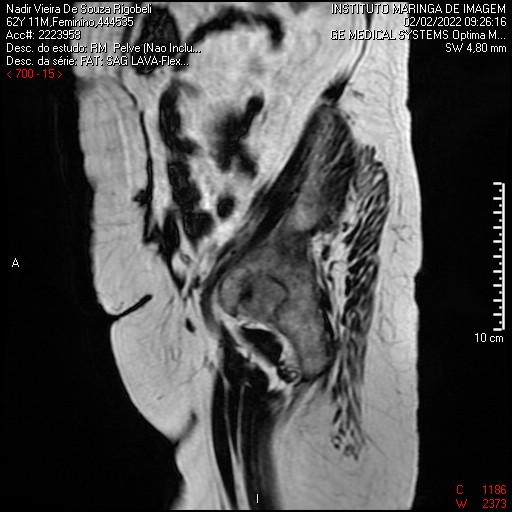 Nadir Vieira De Souza Rigobeli
62Y 11M,Feminino,444535
Acc#: 2223953
Desc. do estudo: RM Pelve (Nao Inclu...
Desc. da série: FAT: SAG LAVA-Flex...
< 700 - 15 >
INSTITUTO MARINGA DE IMAGEM
02/02/2022 09:26:16
GE MEDICAL SYSTEMS Optima M...
SW 4,80 mm
A
10 cm
I
C 1186
W 2373